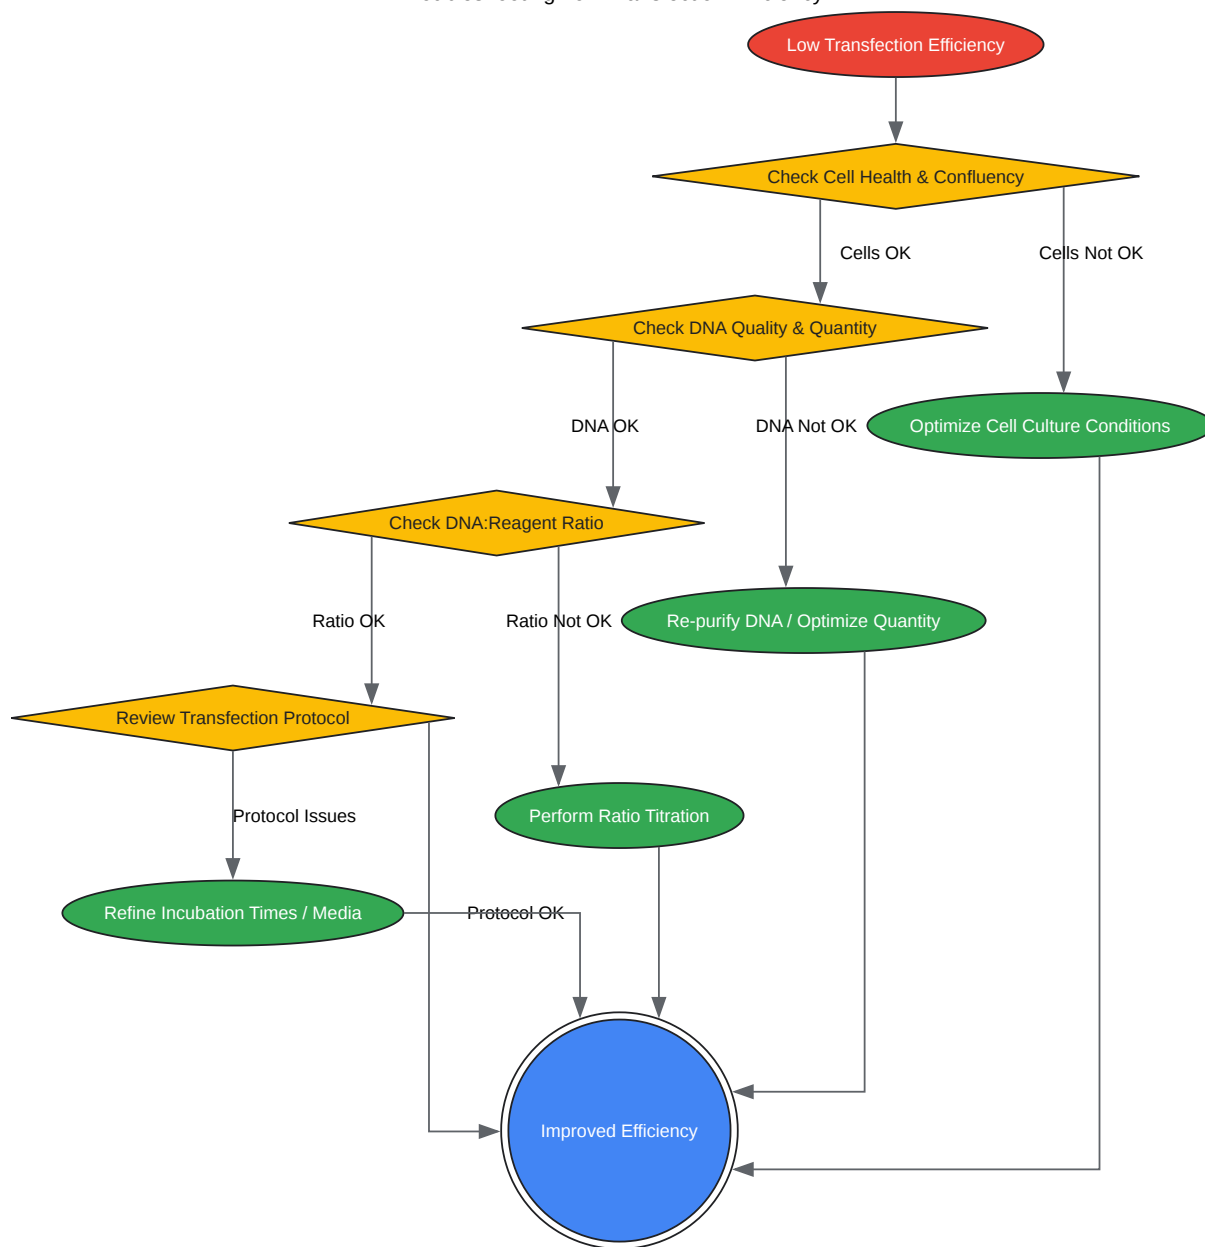 Low Transfection Efficiency
Check Cell Health & Confluency
Cells OK
Cells Not OK
Check DNA Quality & Quantity
DNA OK
DNA Not OK
Optimize Cell Culture Conditions
Check DNA:Reagent Ratio
Ratio OK
Ratio Not OK
Re-purify DNA / Optimize Quantity
Review Transfection Protocol
Protocol Issues
Perform Ratio Titration
Refine Incubation Times / Media
Protocol OK
Improved Efficiency